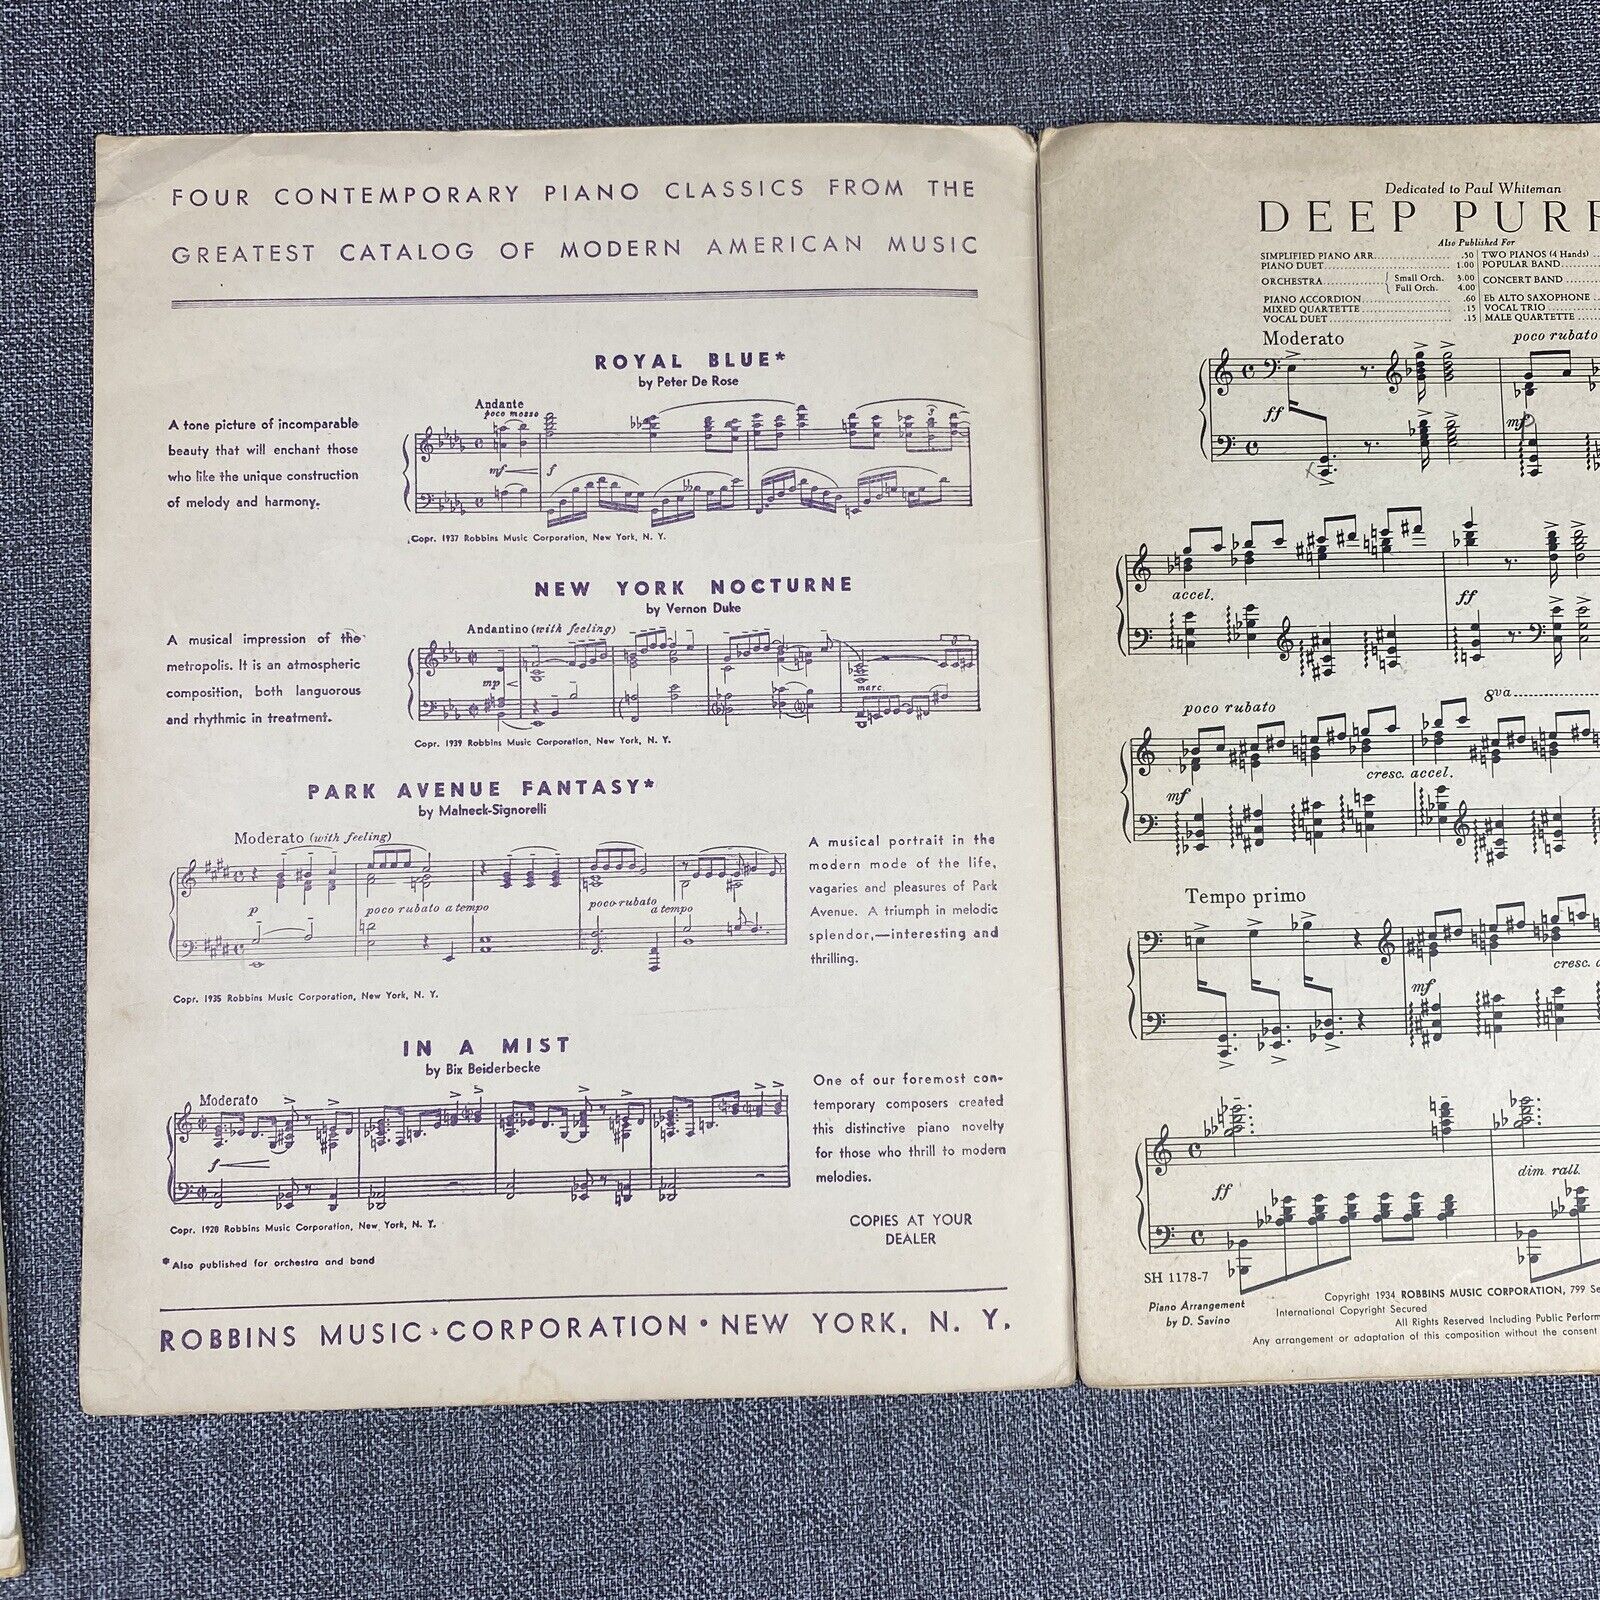 FOUR CONTEMPORARY PIANO CLASSICS FROM THE
GREATEST CATALOG OF MODERN AMERICAN MUSIC
ROYAL BLUE*
by Peter De Rose
A tone picture of incomparable
beauty that will enchant those
who like the unique construction
of melody and harmony.
Andante
poco mosso
mf
f
Copr. 1937 Robbins Music Corporation, New York, N. Y.
NEW YORK NOCTURNE
by Vernon Duke
A musical impression of the
metropolis. It is an atmospheric
composition, both languorous
and rhythmic in treatment.
Andantino (with feeling)
mp
marc.
3
Copr. 1939 Robbins Music Corporation, New York, N. Y.
PARK AVENUE FANTASY*
by Malneck-Signorelli
Moderato (with feeling)
p
poco rubato a tempo
poco rubato
a tempo
A musical portrait in the
modern mode of the life,
vagaries and pleasures of Park
Avenue. A triumph in melodic
splendor,—interesting and
thrilling.
Copr. 1935 Robbins Music Corporation, New York, N. Y.
IN A MIST
by Bix Beiderbecke
Moderato
f
One of our foremost con-
temporary composers created
this distinctive piano novelty
for those who thrill to modern
melodies.
Copr. 1928 Robbins Music Corporation, New York, N. Y.
COPIES AT YOUR
DEALER
*Also published for orchestra and band
ROBBINS MUSIC CORPORATION • NEW YORK, N. Y.
Dedicated to Paul Whiteman
DEEP PURP
Also Published For
SIMPLIFIED PIANO ARR. .50
PIANO DUET 1.00
ORCHESTRA { Small Orch. 3.00
Full Orch. 4.00
PIANO ACCORDION .60
MIXED QUARTETTE .15
VOCAL DUET .15
TWO PIANOS (4 Hands)
POPULAR BAND
CONCERT BAND
Eb ALTO SAXOPHONE
VOCAL TRIO
MALE QUARTETTE
Moderato
poco rubato
ff
mf
accel.
ff
poco rubato
8va
mf
cresc. accel.
Tempo primo
mf
cresc. a
ff
dim. rall.
SH 1178-7
Piano Arrangement
by D. Savino
Copyright 1934 ROBBINS MUSIC CORPORATION, 799 Se
International Copyright Secured
All Rights Reserved Including Public Perform
Any arrangement or adaptation of this composition without the consent